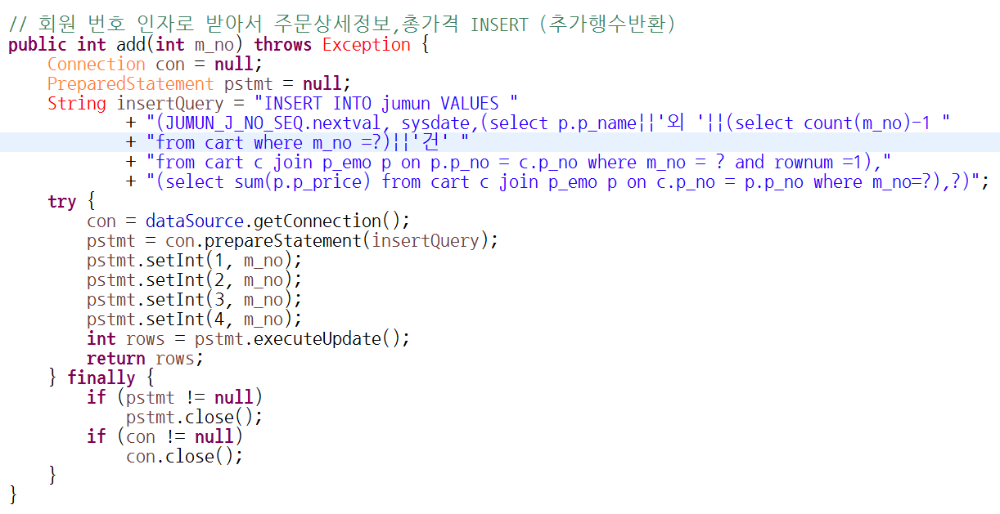 // 회원 번호 인자로 받아서 주문상세정보,총가격 INSERT (추가행수반환)
public int add(int m_no) throws Exception {
Connection con = null;
PreparedStatement pstmt = null;
String insertQuery = "INSERT INTO jumun VALUES "
+ "(JUMUN_J_NO_SEQ.nextval, sysdate,(select p.p_name||'외 '||(select count(m_no)-1 "
+ "from cart where m_no =?)||'건' "
+ "from cart c join p_emo p on p.p_no = c.p_no where m_no = ? and rownum =1),"
+ "(select sum(p.p_price) from cart c join p_emo p on c.p_no = p.p_no where m_no=?),?)";
try {
con = dataSource.getConnection();
pstmt = con.prepareStatement(insertQuery);
pstmt.setInt(1, m_no);
pstmt.setInt(2, m_no);
pstmt.setInt(3, m_no);
pstmt.setInt(4, m_no);
int rows = pstmt.executeUpdate();
return rows;
} finally {
if (pstmt != null)
pstmt.close();
if (con != null)
con.close();
}
}